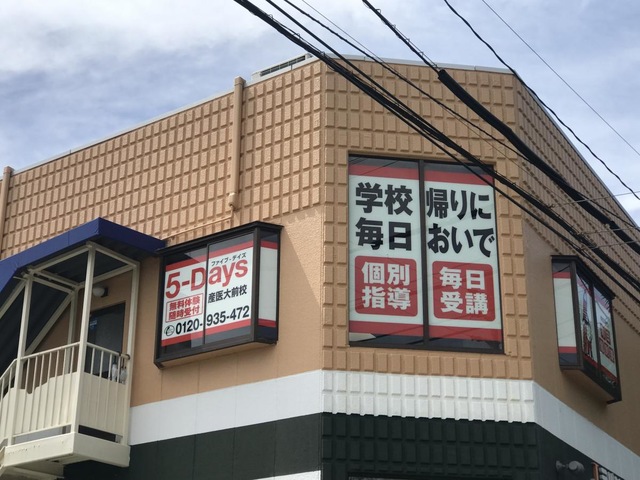 ファイブ・デイズ
5-Days
無料体験
随時受付
産医大前校
0120-935-472
学校
毎日
帰りに
おいで
個別
指導
毎日
受講